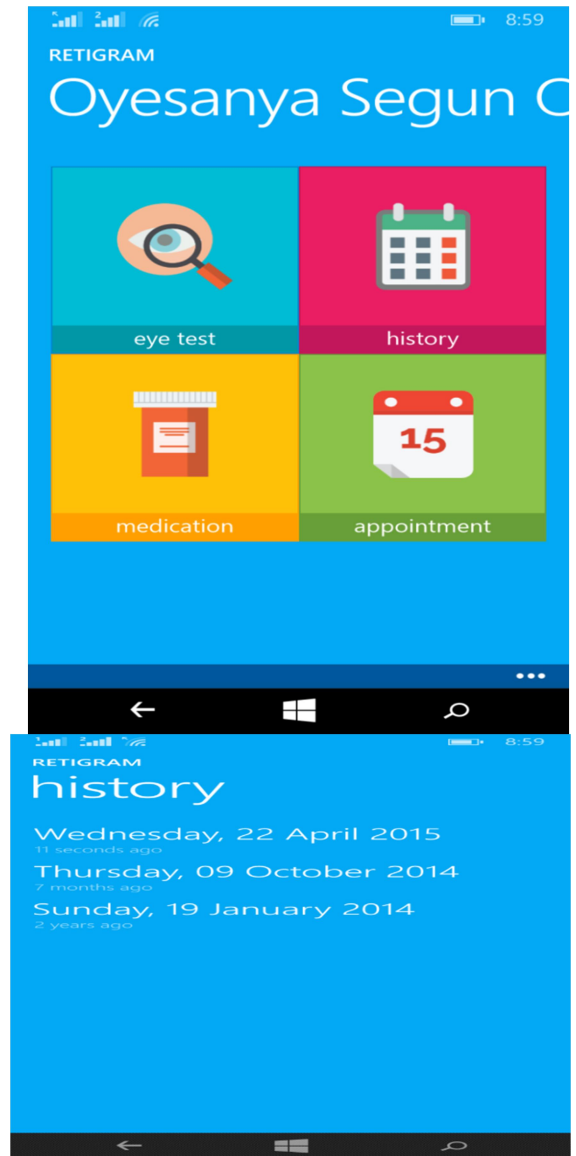 8:59
RETIGRAM
Oyesanya Segun O
eye test
history
15
medication
appointment
8:59
RETIGRAM
history
Wednesday, 22 April 2015
11 seconds ago
Thursday, 09 October 2014
7 months ago
Sunday, 19 January 2014
2 years ago